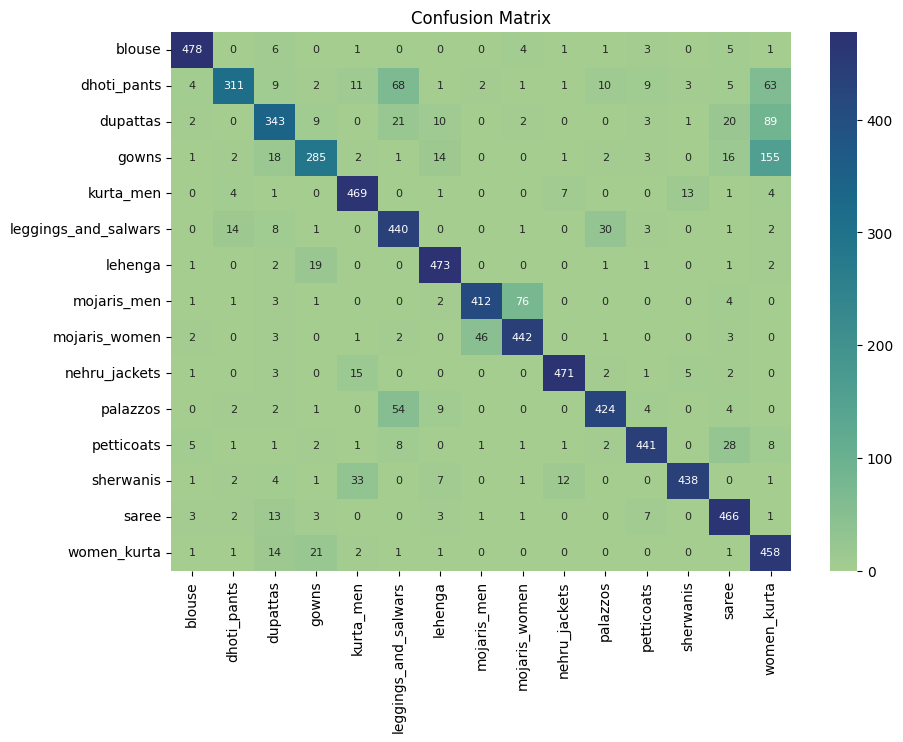 Confusion Matrix
blouse 478 0 6 0 1 0 0 0 4 1 1 3 0 5 1
dhoti_pants 4 311 9 2 11 68 1 2 1 1 10 9 3 5 63
dupattas 2 0 343 9 0 21 10 0 2 0 0 3 1 20 89
gowns 1 2 18 285 2 1 14 0 0 1 2 3 0 16 155
kurta_men 0 4 1 0 469 0 1 0 0 7 0 0 13 1 4
leggings_and_salwars 0 14 8 1 0 440 0 0 1 0 30 3 0 1 2
lehenga 1 0 2 19 0 0 473 0 0 0 1 1 0 1 2
mojaris_men 1 1 3 1 0 0 2 412 76 0 0 0 0 4 0
mojaris_women 2 0 3 0 1 2 0 46 442 0 1 0 0 3 0
nehru_jackets 1 0 3 0 15 0 0 0 0 471 2 1 5 2 0
palazzos 0 2 2 1 0 54 9 0 0 0 424 4 0 4 0
petticoats 5 1 1 2 1 8 0 1 1 1 2 441 0 28 8
sherwanis 1 2 4 1 33 0 7 0 1 12 0 0 438 0 1
saree 3 2 13 3 0 0 3 1 1 0 0 7 0 466 1
women_kurta 1 1 14 21 2 1 1 0 0 0 0 0 0 1 458
blouse dhoti_pants dupattas gowns kurta_men leggings_and_salwars lehenga mojaris_men mojaris_women nehru_jackets palazzos petticoats sherwanis saree women_kurta
400
300
200
100
0